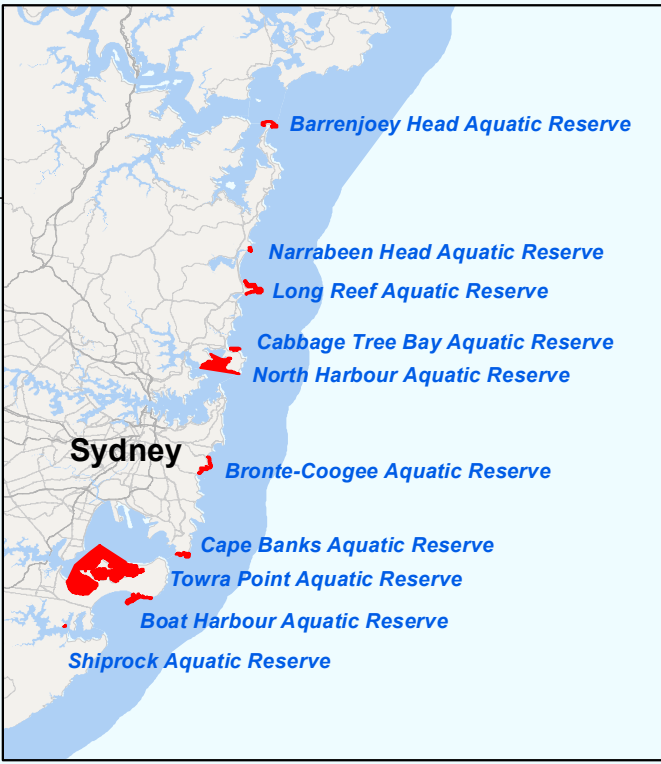 Barrenjoey Head Aquatic Reserve
Narrabeen Head Aquatic Reserve
Long Reef Aquatic Reserve
Cabbage Tree Bay Aquatic Reserve
North Harbour Aquatic Reserve
Sydney
Bronte-Coogee Aquatic Reserve
Cape Banks Aquatic Reserve
Towra Point Aquatic Reserve
Boat Harbour Aquatic Reserve
Shiprock Aquatic Reserve